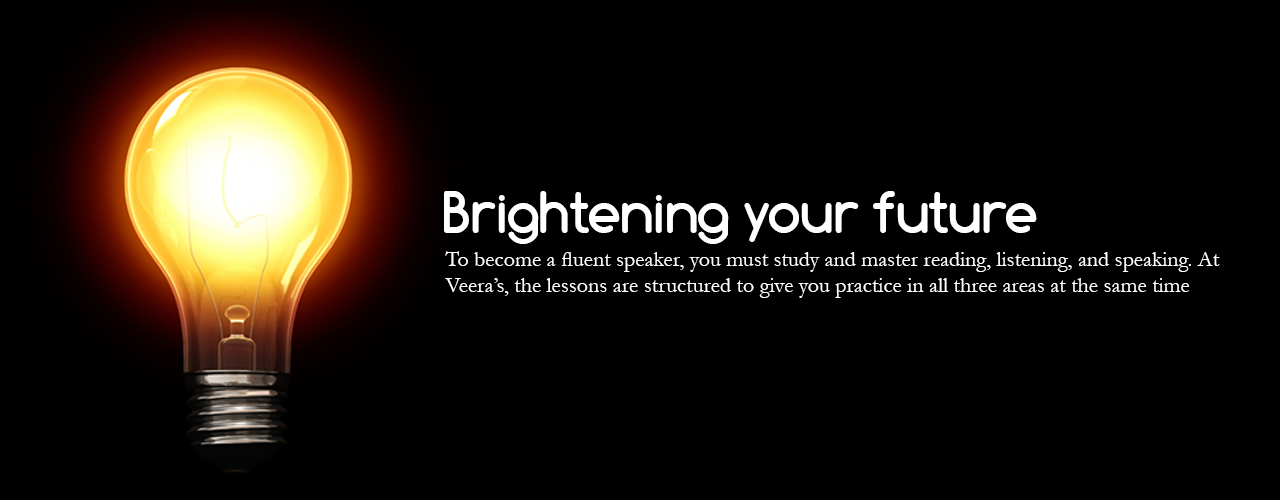 Brightening your future
To become a fluent speaker, you must study and master reading, listening, and speaking. At
Veera’s, the lessons are structured to give you practice in all three areas at the same time